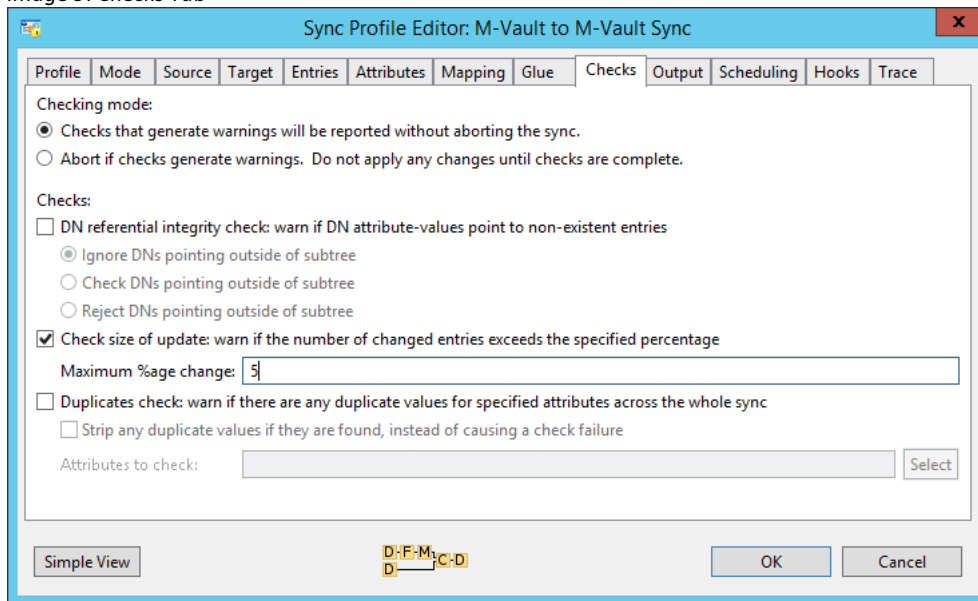 Image 5: Checks Tab
Sync Profile Editor: M-Vault to M-Vault Sync
x
Profile Mode Source Target Entries Attributes Mapping Glue Checks Output Scheduling Hooks Trace
Checking mode:
Checks that generate warnings will be reported without aborting the sync.
Abort if checks generate warnings. Do not apply any changes until checks are complete.
Checks:
DN referential integrity check: warn if DN attribute-values point to non-existent entries
Ignore DNs pointing outside of subtree
Check DNs pointing outside of subtree
Reject DNs pointing outside of subtree
Check size of update: warn if the number of changed entries exceeds the specified percentage
Maximum %age change: 5
Duplicates check: warn if there are any duplicate values for specified attributes across the whole sync
Strip any duplicate values if they are found, instead of causing a check failure
Attributes to check: Select
Simple View
D-F-M
D C-D
OK Cancel